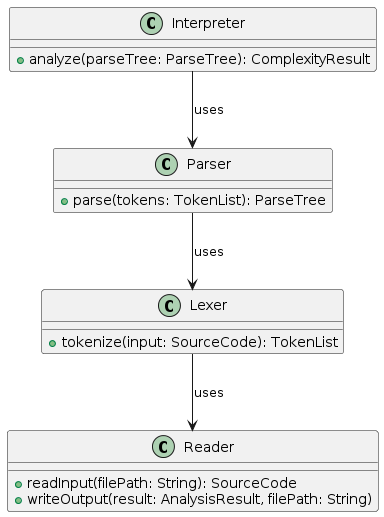 C Interpreter
analyze(parseTree: ParseTree): ComplexityResult
uses
C Parser
parse(tokens: TokenList): ParseTree
uses
C Lexer
tokenize(input: SourceCode): TokenList
uses
C Reader
readInput(filePath: String): SourceCode
writeOutput(result: AnalysisResult, filePath: String)